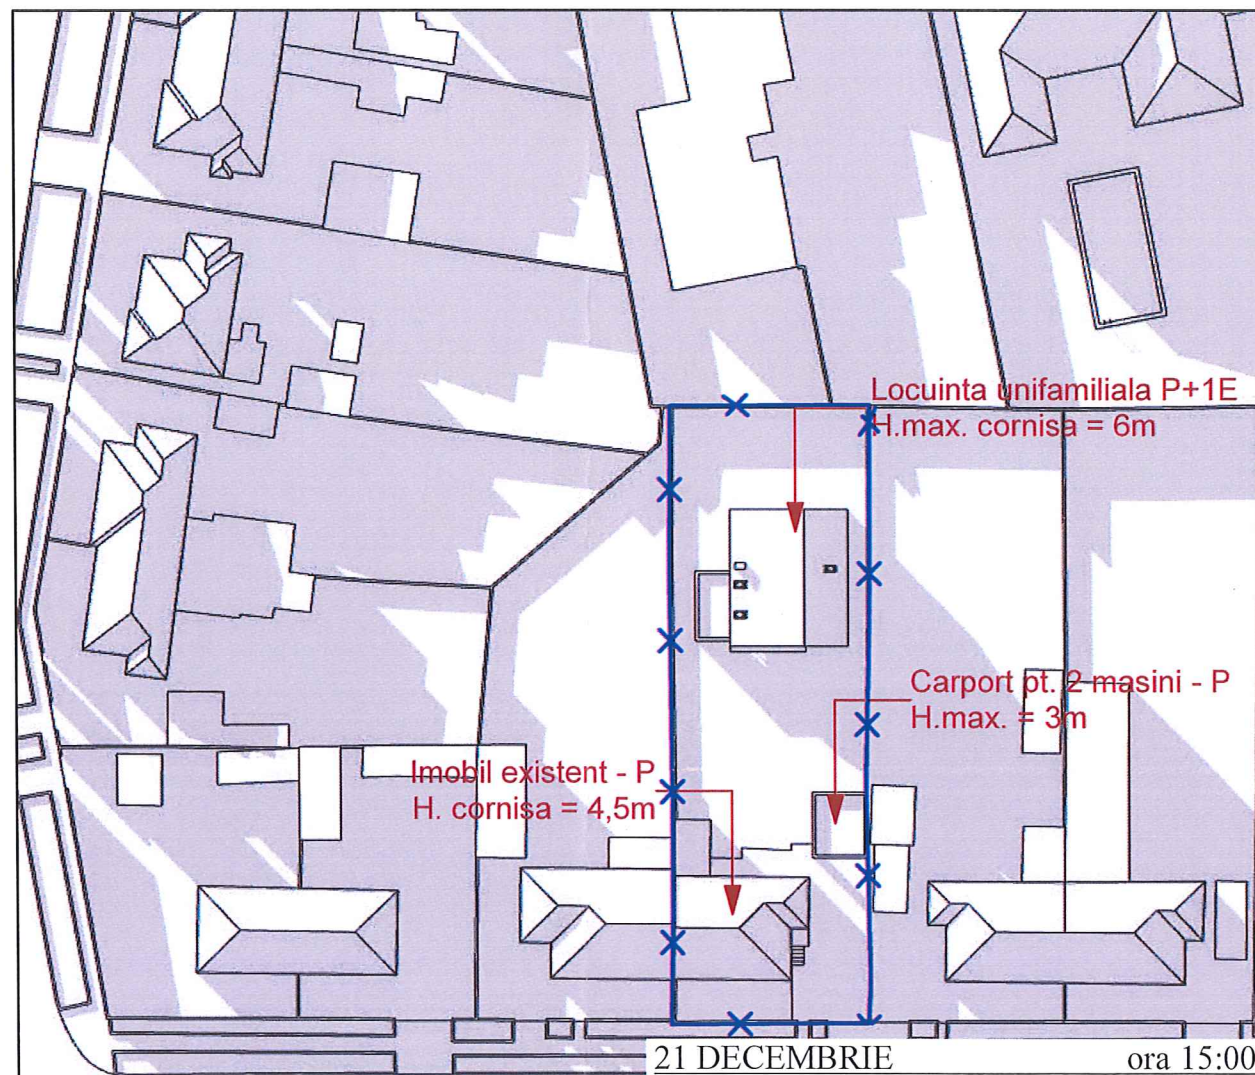 Locuinta unifamiliala P+1E
H.max. cornisa = 6m
Carport pt. 2 masini - P
H.max. = 3m
Imobil existent - P
H. cornisa = 4,5m
21 DECEMBRIE ora 15:00